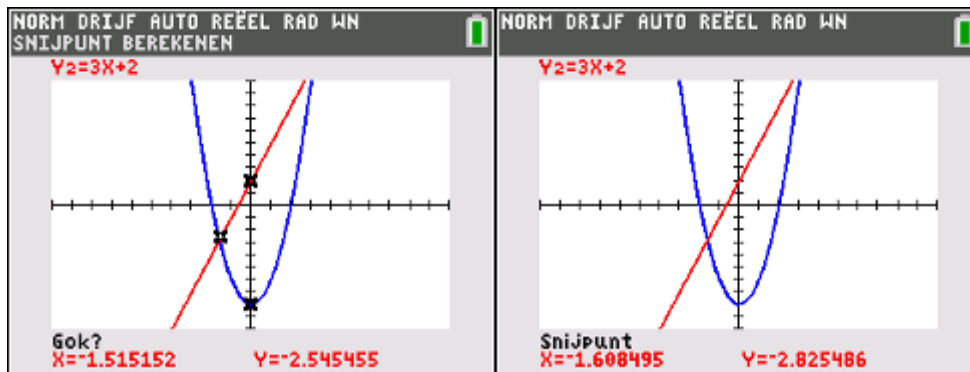 NORM DRIJF AUTO REËEL RAD WN
SNIJPUNT BEREKENEN
Y₂=3X+2
Gok?
X=-1.515152 Y=-2.545455
NORM DRIJF AUTO REËEL RAD WN
Y₂=3X+2
Snijpunt
X=-1.608495 Y=-2.825486